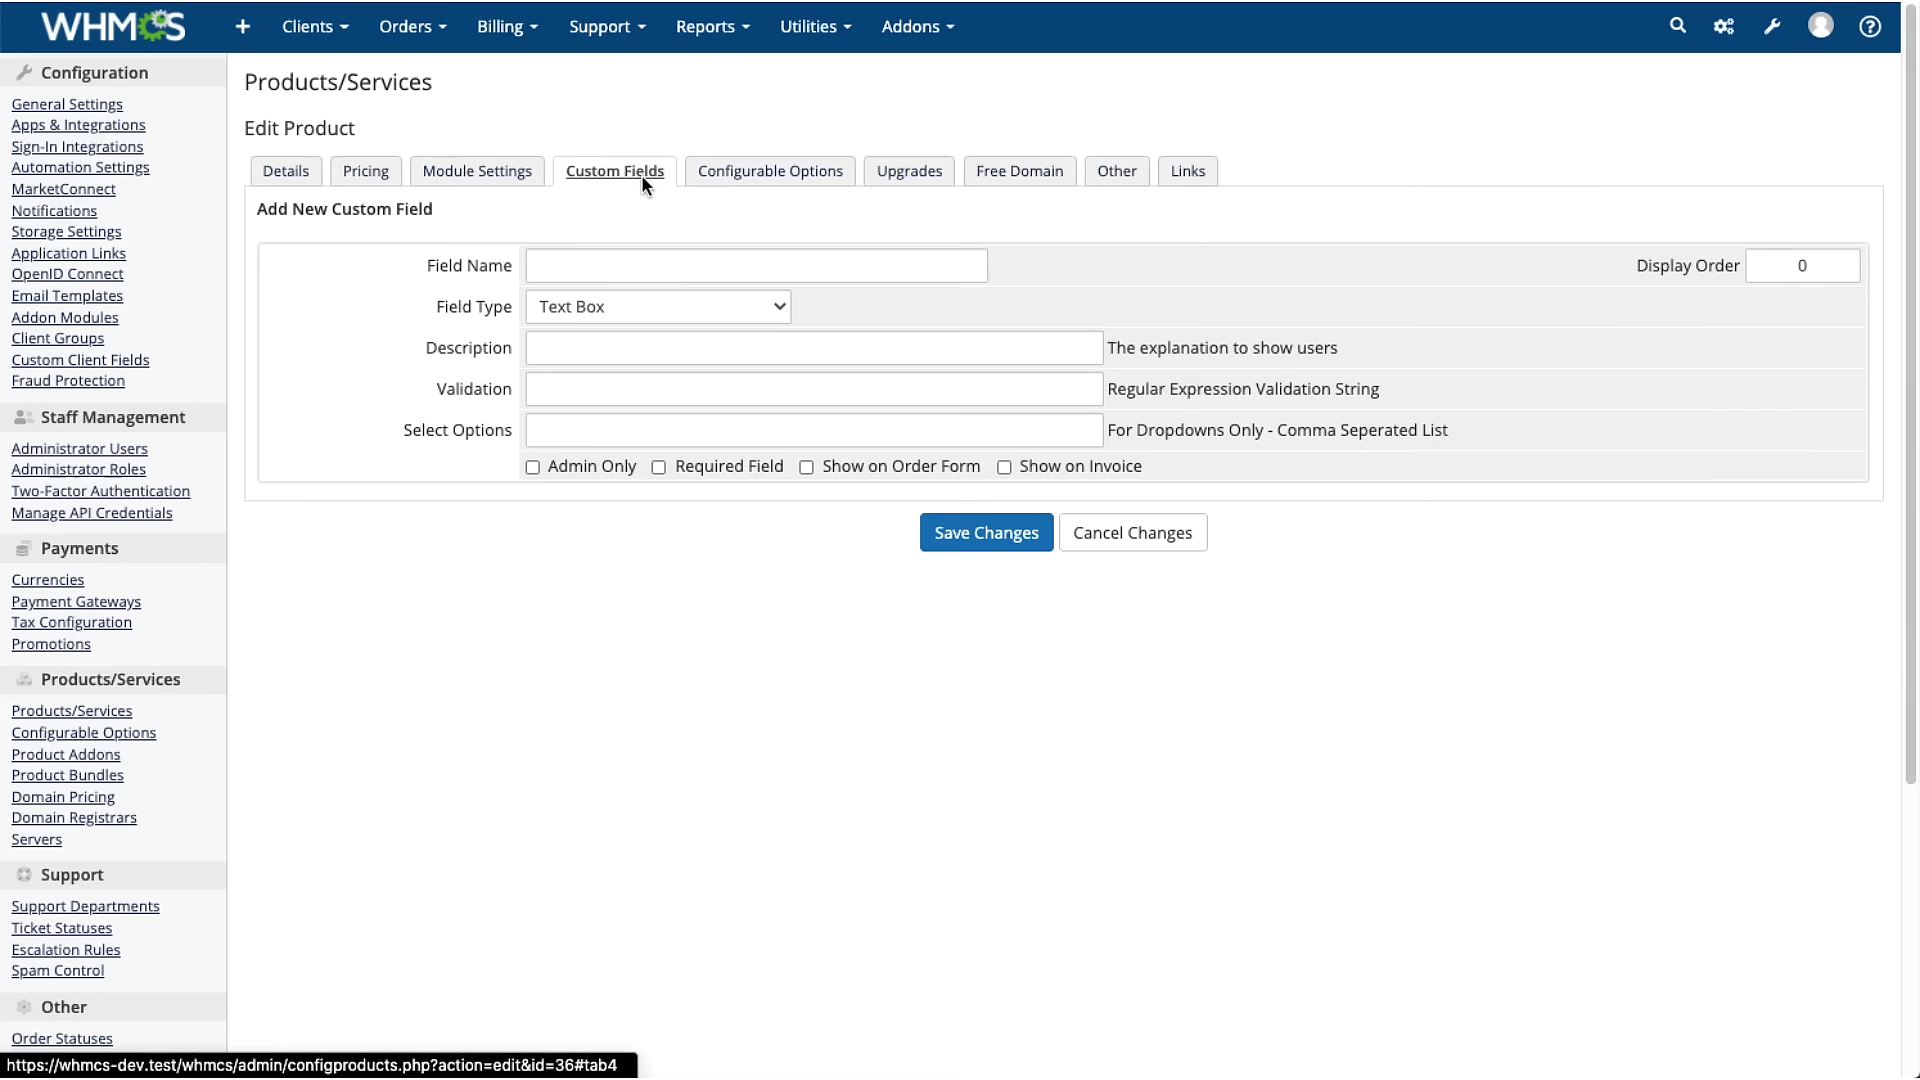 WHMCS
+ Clients Orders Billing Support Reports Utilities Addons
Configuration
General Settings
Apps & Integrations
Sign-In Integrations
Automation Settings
MarketConnect
Notifications
Storage Settings
Application Links
OpenID Connect
Email Templates
Addon Modules
Client Groups
Custom Client Fields
Fraud Protection
Staff Management
Administrator Users
Administrator Roles
Two-Factor Authentication
Manage API Credentials
Payments
Currencies
Payment Gateways
Tax Configuration
Promotions
Products/Services
Products/Services
Configurable Options
Product Addons
Product Bundles
Domain Pricing
Domain Registrars
Servers
Support
Support Departments
Ticket Statuses
Escalation Rules
Spam Control
Other
Order Statuses
Products/Services
Edit Product
Details Pricing Module Settings Custom Fields Configurable Options Upgrades Free Domain Other Links
Add New Custom Field
Field Name Display Order 0
Field Type Text Box
Description The explanation to show users
Validation Regular Expression Validation String
Select Options For Dropdowns Only - Comma Seperated List
Admin Only Required Field Show on Order Form Show on Invoice
Save Changes Cancel Changes
https://whmcs-dev.test/whmcs/admin/configproducts.php?action=edit&id=36#tab4